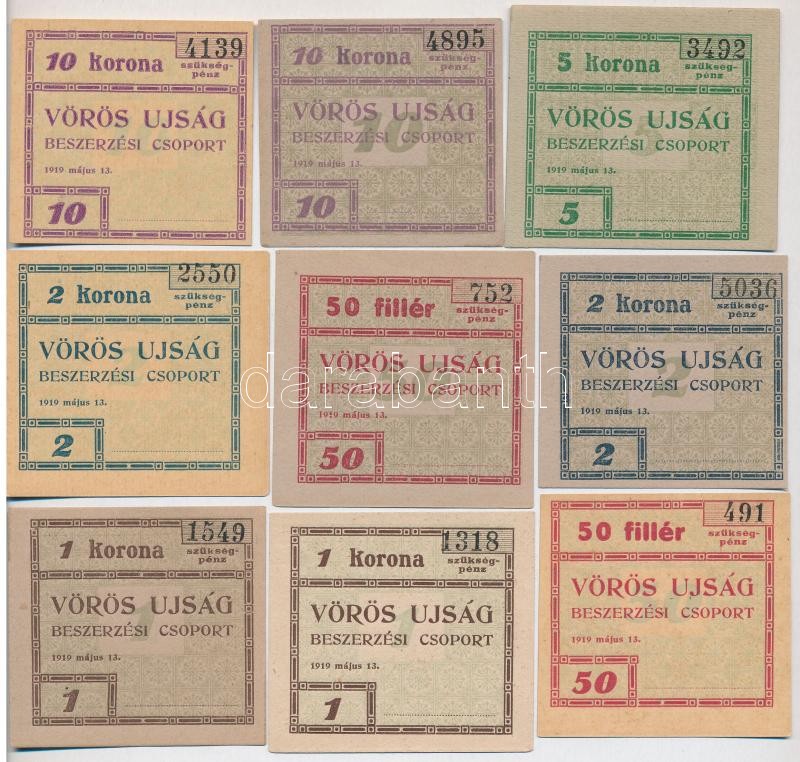 10 korona 4139
szükség-
pénz
VÖRÖS UJSÁG
BESZERZÉSI CSOPORT
1919 május 13.
10
10 korona 4895
szükség-
pénz
VÖRÖS UJSÁG
BESZERZÉSI CSOPORT
1919 május 13.
10
10
5 korona 3492
szükség-
pénz
VÖRÖS UJSÁG
BESZERZÉSI CSOPORT
1919 május 13.
5
5
2 korona 2550
szükség-
pénz
VÖRÖS UJSÁG
BESZERZÉSI CSOPORT
1919 május 13.
2
50 fillér 752
szükség-
pénz
VÖRÖS UJSÁG
BESZERZÉSI CSOPORT
1919 május 13.
50
2 korona 5036
szükség-
pénz
VÖRÖS UJSÁG
BESZERZÉSI CSOPORT
1919 május 13.
2
2
darabanth
1 korona 1549
szükség-
pénz
VÖRÖS UJSÁG
BESZERZÉSI CSOPORT
1919 május 13.
1
1
1 korona 1318
szükség-
pénz
VÖRÖS UJSÁG
BESZERZÉSI CSOPORT
1919 május 13.
1
1
50 fillér 491
szükség-
pénz
VÖRÖS UJSÁG
BESZERZÉSI CSOPORT
1919 május 13.
50